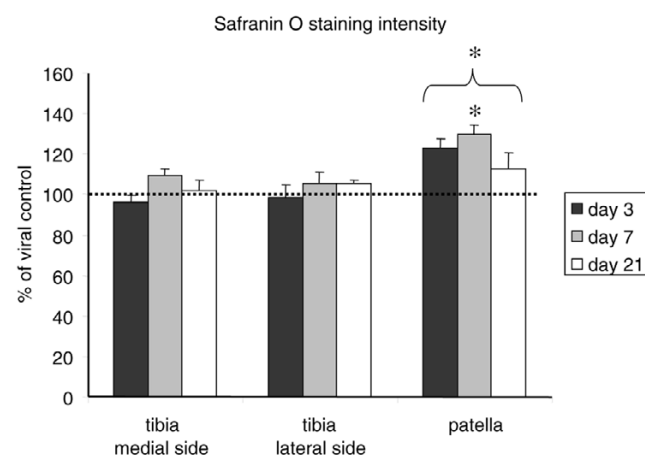 Safranin O staining intensity
*
*
% of viral control
160
140
120
100
80
60
40
20
0
tibia
medial side
tibia
lateral side
patella
day 3
day 7
day 21